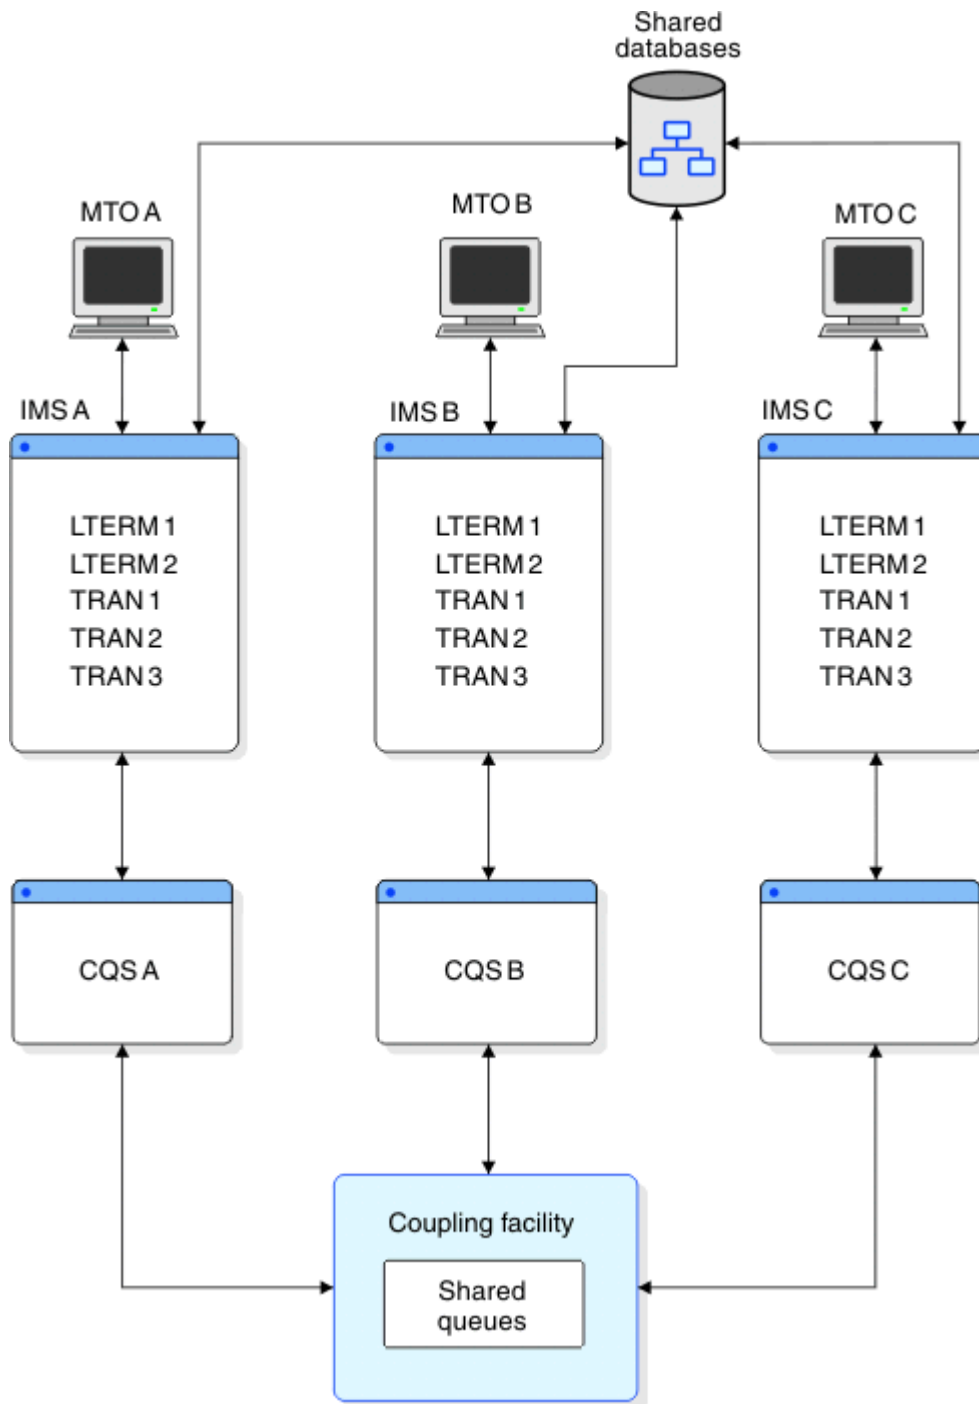 Shared
databases
MTO A
MTO B
MTO C
IMS A
IMS B
IMS C
LTERM 1
LTERM 2
TRAN 1
TRAN 2
TRAN 3
LTERM 1
LTERM 2
TRAN 1
TRAN 2
TRAN 3
LTERM 1
LTERM 2
TRAN 1
TRAN 2
TRAN 3
CQS A
CQS B
CQS C
Coupling facility
Shared
queues